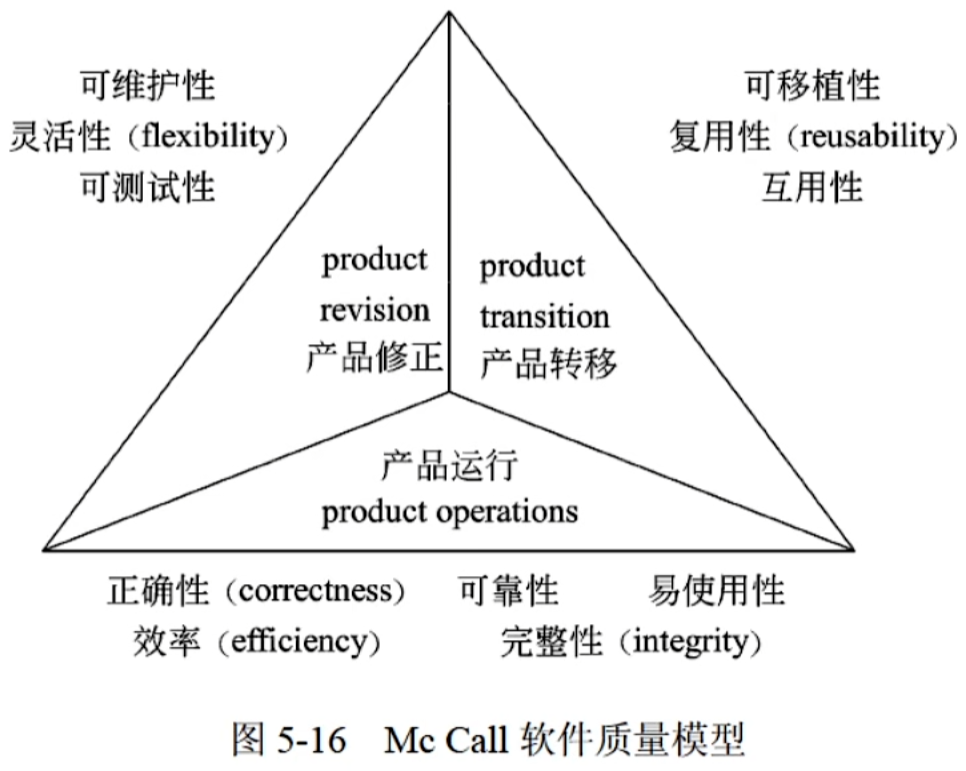 可维护性
灵活性（flexibility）
可测试性
可移植性
复用性（reusability）
互用性
product
revision
产品修正
product
transition
产品转移
产品运行
product operations
正确性（correctness） 可靠性 易使用性
效率（efficiency） 完整性（integrity）
图 5-16 Mc Call 软件质量模型